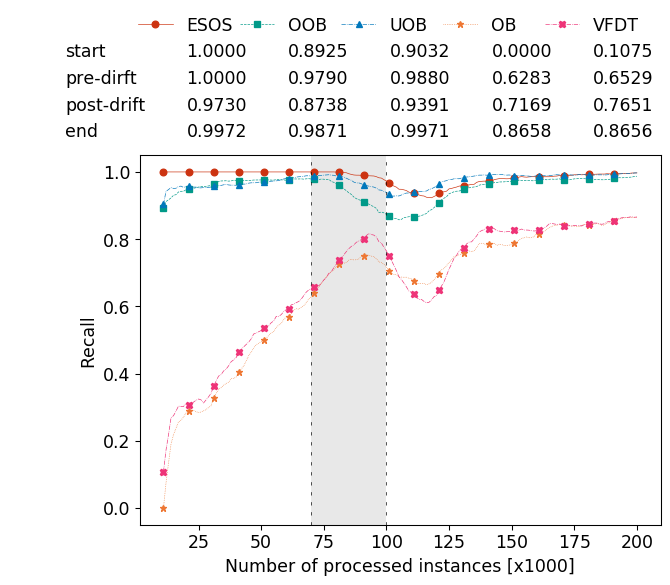 ESOS OOB UOB OB VFDT
start 1.0000 0.8925 0.9032 0.0000 0.1075
pre-dirft 1.0000 0.9790 0.9880 0.6283 0.6529
post-drift 0.9730 0.8738 0.9391 0.7169 0.7651
end 0.9972 0.9871 0.9971 0.8658 0.8656
1.0
0.8
0.6
0.4
0.2
0.0
Recall
25 50 75 100 125 150 175 200
Number of processed instances [x1000]